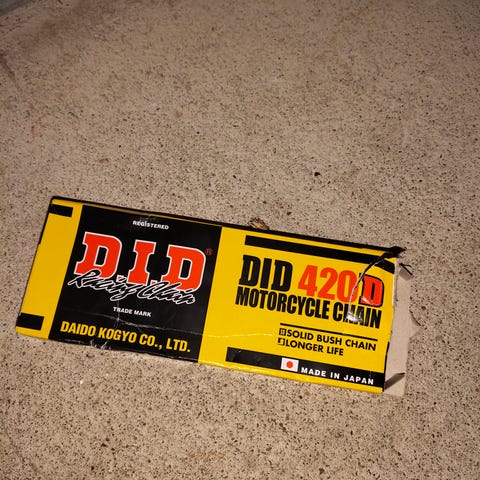 REGISTERED
D.I.D®
Racing Chain
TRADE MARK
DAIDO KOGYO CO., LTD.
DID 420D
MOTORCYCLE CHAIN
SOLID BUSH CHAIN
LONGER LIFE
MADE IN JAPAN